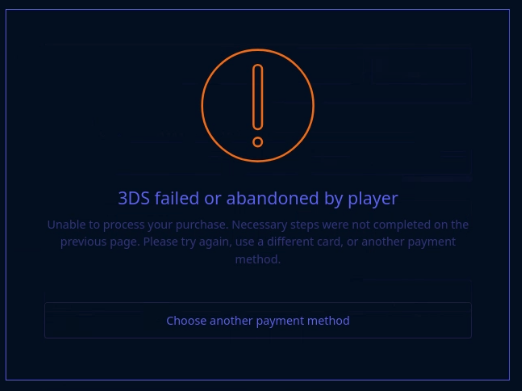 3DS failed or abandoned by player
Unable to process your purchase. Necessary steps were not completed on the
previous page. Please try again, use a different card, or another payment
method.
Choose another payment method